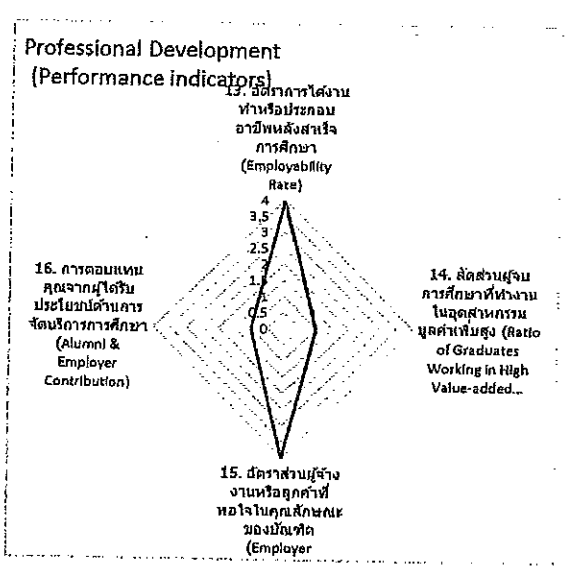 Professional Development
(Performance indicators)
13. อัตราการได้งาน
ทำหรือประกอบ
อาชีพหลังสำเร็จ
การศึกษา
(Employability
Rate)
4
3.5
3
2.5
2
1.5
1
0.5
0
16. การตอบแทน
คุณจากผู้ได้รับ
ประโยชน์ด้านการ
จัดบริการการศึกษา
(Alumni &
Employer
Contribution)
14. สัดส่วนผู้จบ
การศึกษาที่ทำงาน
ในอุตสาหกรรม
มูลค่าเพิ่มสูง (Ratio
of Graduates
Working in High
Value-added...
15. อัตราส่วนผู้จ้าง
งานหรือลูกค้าที่
พอใจในคุณลักษณะ
ของบัณฑิต
(Employer